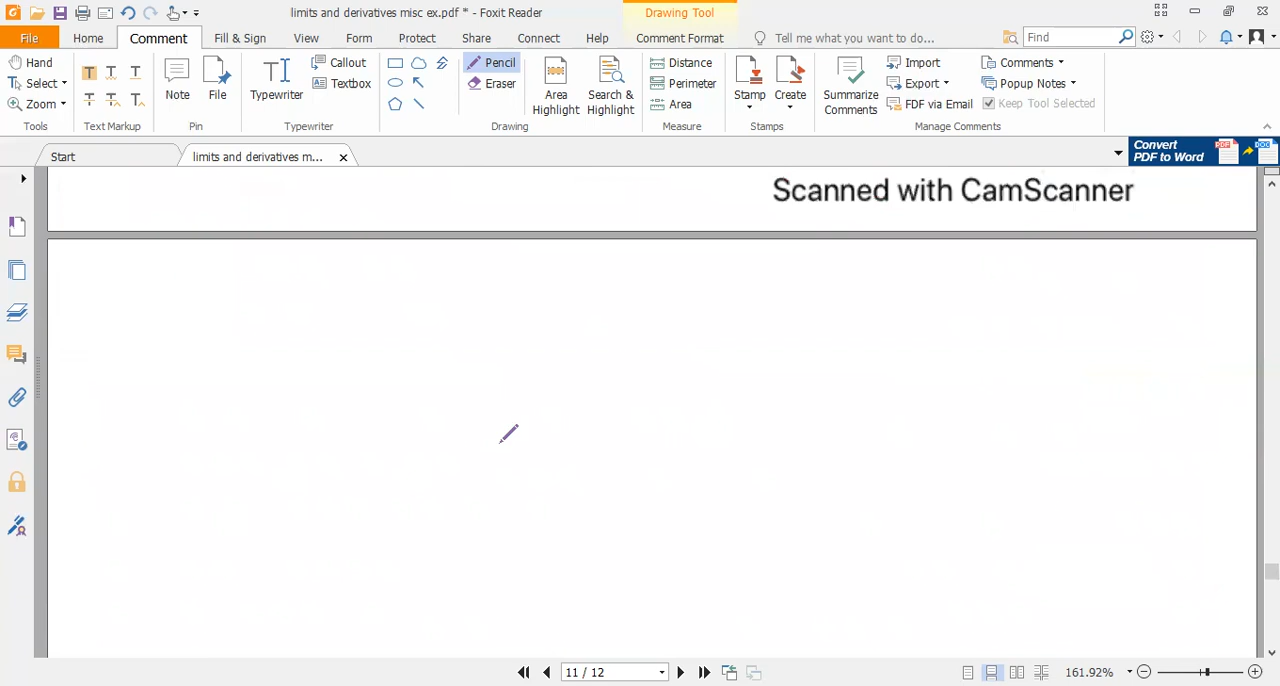 limits and derivatives misc ex.pdf * - Foxit Reader
Drawing Tool
File Home Comment Fill & Sign View Form Protect Share Connect Help Comment Format Tell me what you want to do... Find
Hand
Select
Zoom
Tools
Text Markup
Note
File
Pin
Typewriter
Callout
Textbox
Typewriter
Pencil
Eraser
Area Highlight
Search & Highlight
Drawing
Distance
Perimeter
Area
Measure
Stamp
Create
Stamps
Summarize Comments
Import
Export
FDF via Email
Comments
Popup Notes
Keep Tool Selected
Manage Comments
Start
limits and derivatives m...
Convert
PDF to Word
PDF
DOC
Scanned with CamScanner
11 / 12
161.92%